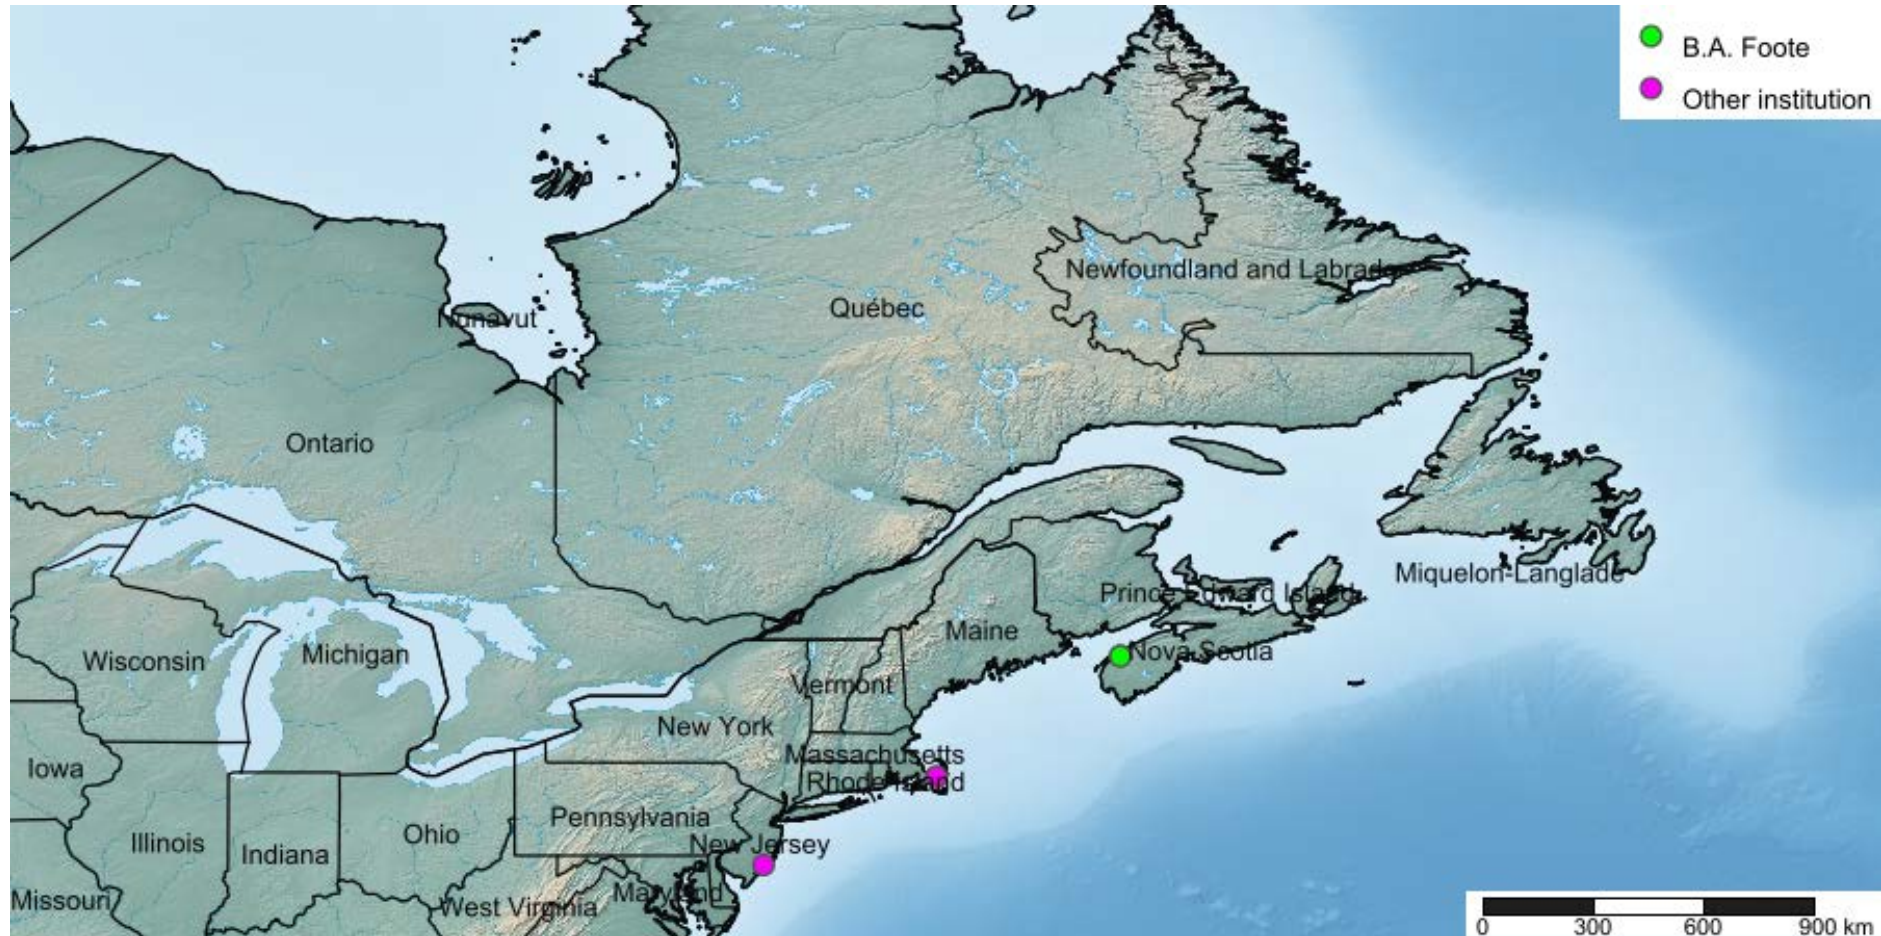 B.A. Foote
Other institution
Newfoundland and Labrador
Québec
Nunavut
Ontario
Miquelon-Langlade
Prince Edward Island
Maine
Nova Scotia
Wisconsin
Michigan
Vermont
New York
Massachusetts
Iowa
Rhode Island
Pennsylvania
Ohio
Illinois
New Jersey
Indiana
Maryland
Missouri
West Virginia
0 300 600 900 km